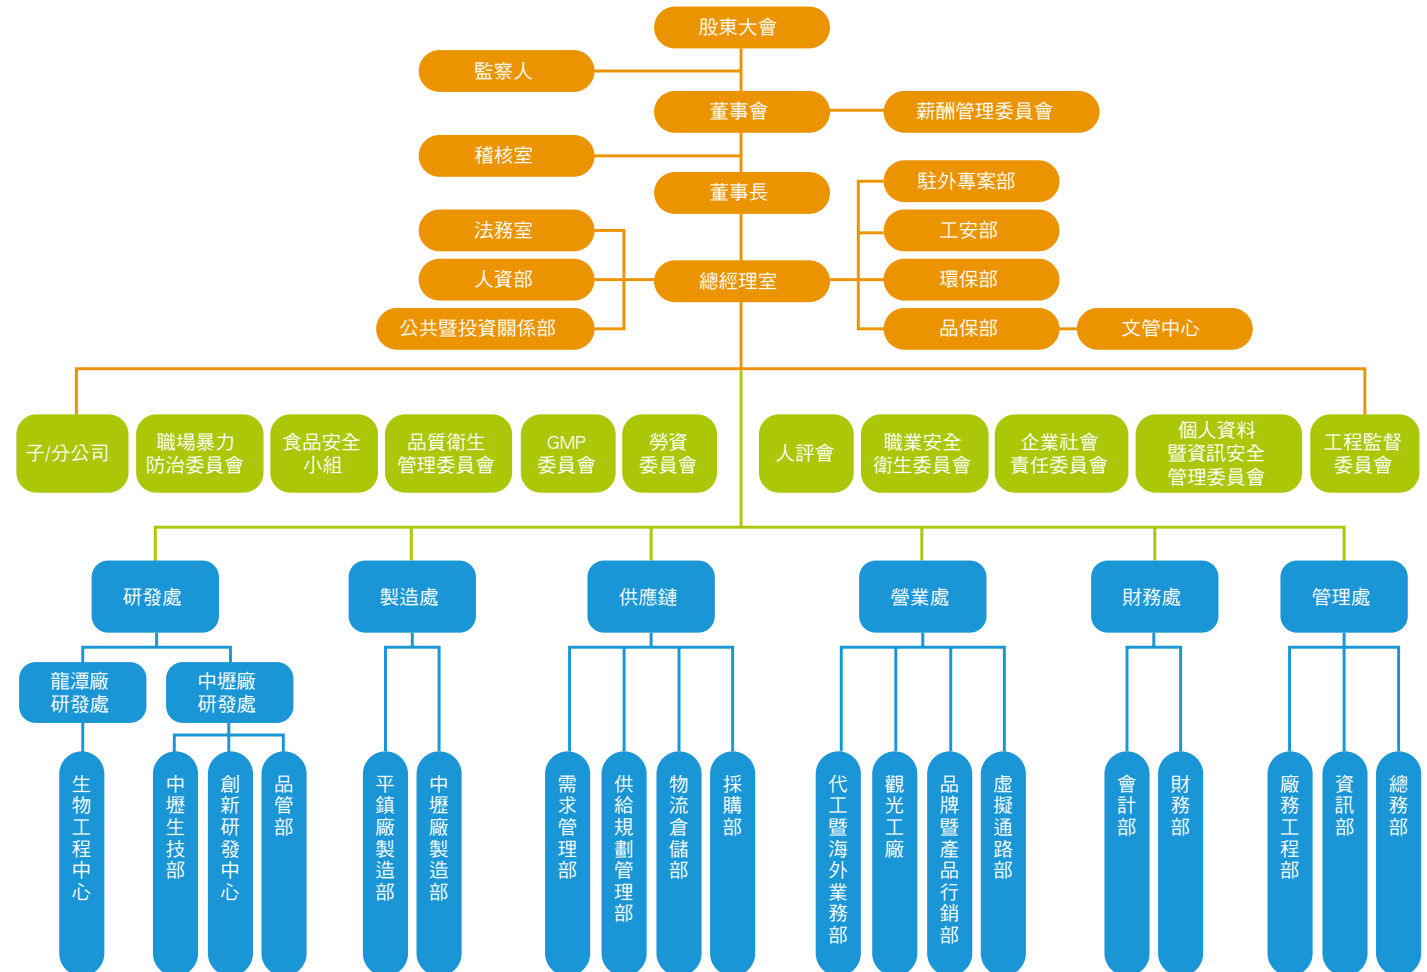 股東大會
監察人
董事會
薪酬管理委員會
稽核室
董事長
駐外專案部
法務室
工安部
人資部
總經理室
環保部
公共暨投資關係部
品保部
文管中心
子/分公司
職場暴力
防治委員會
食品安全
小組
品質衛生
管理委員會
GMP
委員會
勞資
委員會
人評會
職業安全
衛生委員會
企業社會
責任委員會
個人資料
暨資訊安全
管理委員會
工程監督
委員會
研發處
製造處
供應鏈
營業處
財務處
管理處
龍潭廠
研發處
中壢廠
研發處
生物工程中心
中壢生技部
創新研發中心
品管部
平鎮廠製造部
中壢廠製造部
需求管理部
供給規劃管理部
物流倉儲部
採購部
代工暨海外業務部
觀光工廠
品牌暨產品行銷部
虛擬通路部
會計部
財務部
廠務工程部
資訊部
總務部